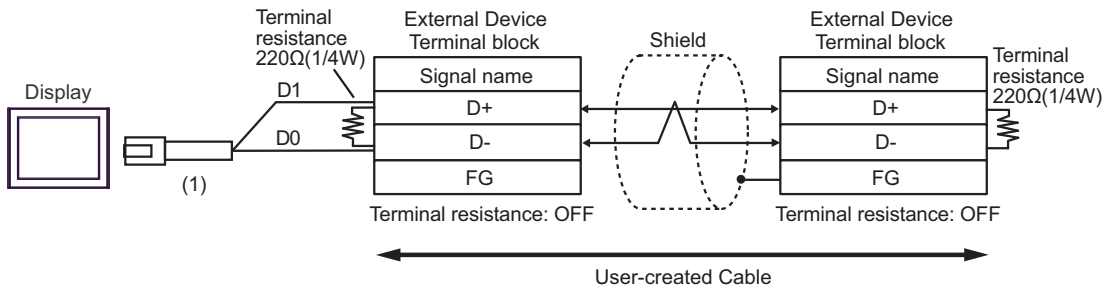 Display
(1)
D1
D0
Terminal
resistance
220Ω(1/4W)
External Device
Terminal block
Signal name
D+
D-
FG
Terminal resistance: OFF
Shield
External Device
Terminal block
Signal name
D+
D-
FG
Terminal resistance: OFF
Terminal
resistance
220Ω(1/4W)
User-created Cable